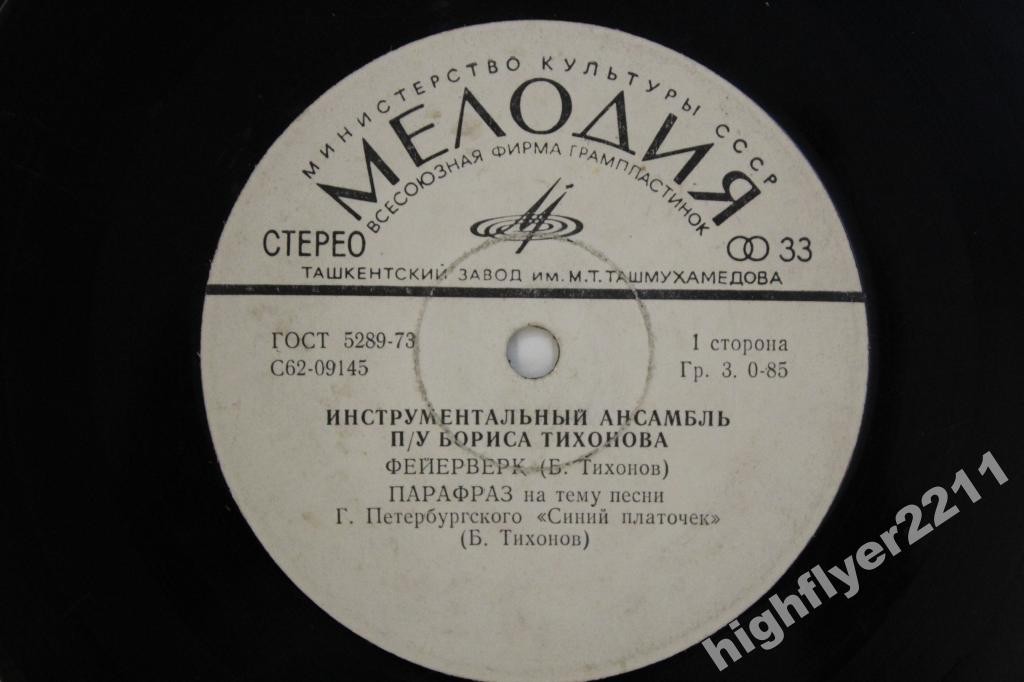 МИНИСТЕРСТВО КУЛЬТУРЫ СССР
МЕЛОДИЯ
ВСЕСОЮЗНАЯ ФИРМА ГРАМПЛАСТИНОК
СТЕРЕО
33
ТАШКЕНТСКИЙ ЗАВОД ИМ. М.Т. ТАШМУХАМЕДОВА
ГОСТ 5289-73
1 сторона
С62-09145
Гр. 3. 0-85
ИНСТРУМЕНТАЛЬНЫЙ АНСАМБЛЬ
П/У БОРИСА ТИХОНОВА
ФЕЙЕРВЕРК (Б. Тихонов)
ПАРАФРАЗ на тему песни
Г. Петербургского «Синий платочек»
(Б. Тихонов)
highflyer2211